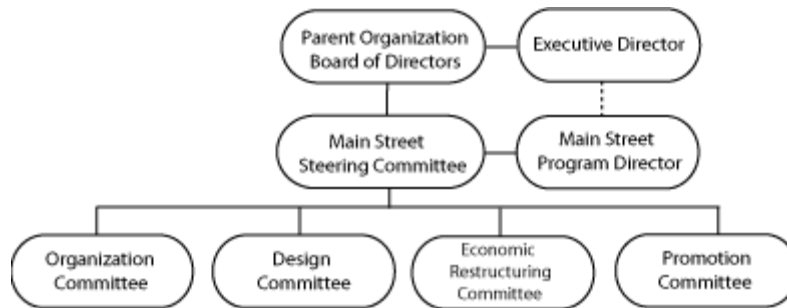 Parent Organization
Board of Directors
Executive Director
Main Street
Steering Committee
Main Street
Program Director
Organization
Committee
Design
Committee
Economic
Restructuring
Committee
Promotion
Committee